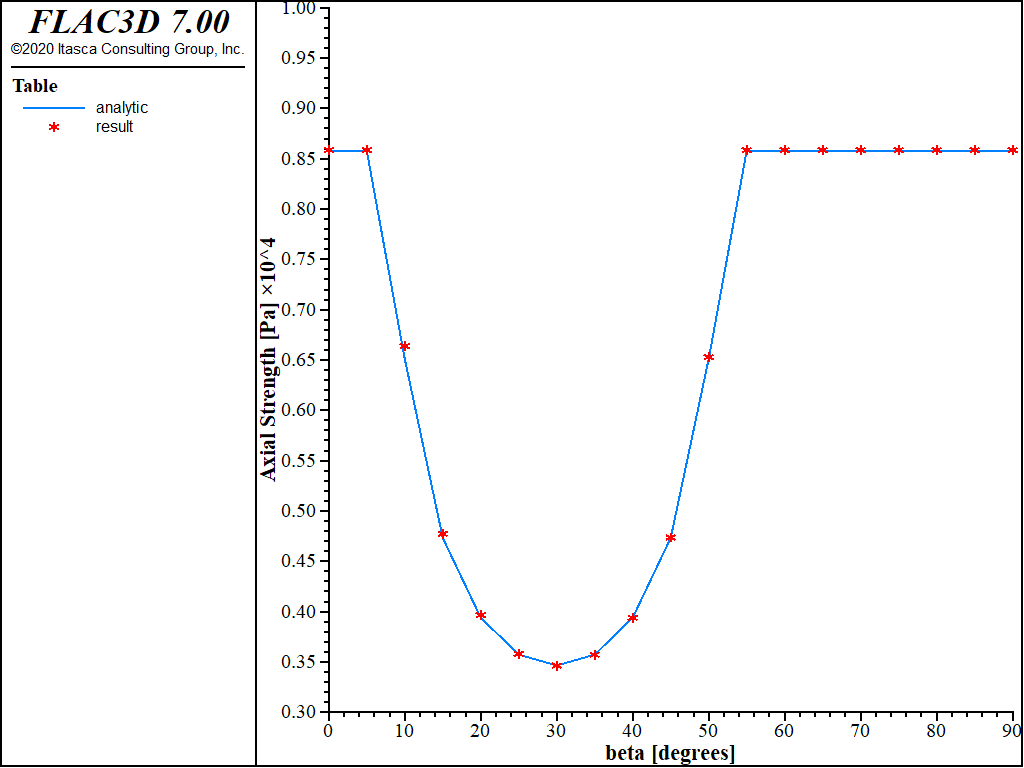 FLAC3D 7.00
©2020 Itasca Consulting Group, Inc.
Table
analytic
result
Axial Strength [Pa] ×10^4
1.00
0.95
0.90
0.85
0.80
0.75
0.70
0.65
0.60
0.55
0.50
0.45
0.40
0.35
0.30
0 10 20 30 40 50 60 70 80 90
beta [degrees]